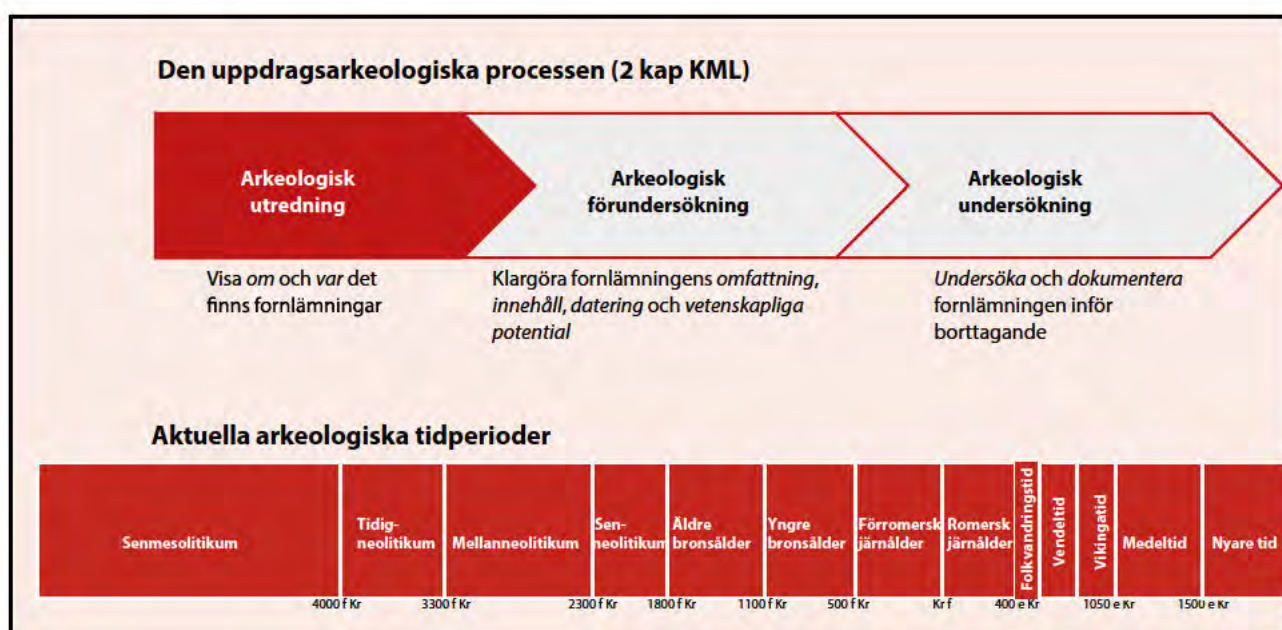 Den uppdragsarkeologiska processen (2 kap KML)
Arkeologisk
utredning
Arkeologisk
förundersökning
Arkeologisk
undersökning
Visa om och var det
finns fornlämningar
Klargöra fornlämningens omfattning,
innehåll, datering och vetenskapliga
potential
Undersöka och dokumentera
fornlämningen inför
borttagande
Aktuella arkeologiska tidperioder
Senmesolitikum
Tidig-
neolitikum
Mellanneolitikum
Sen-
neolitikum
Äldre
bronsålder
Yngre
bronsålder
Förromersk
järnålder
Romersk
järnålder
Folkvandringstid
Vendeltid
Vikingatid
Medeltid
Nyare tid
4000 f Kr
3300 f Kr
2300 f Kr
1800 f Kr
1100 f Kr
500 f Kr
Kr f
400 e Kr
1050 e Kr
1500 e Kr